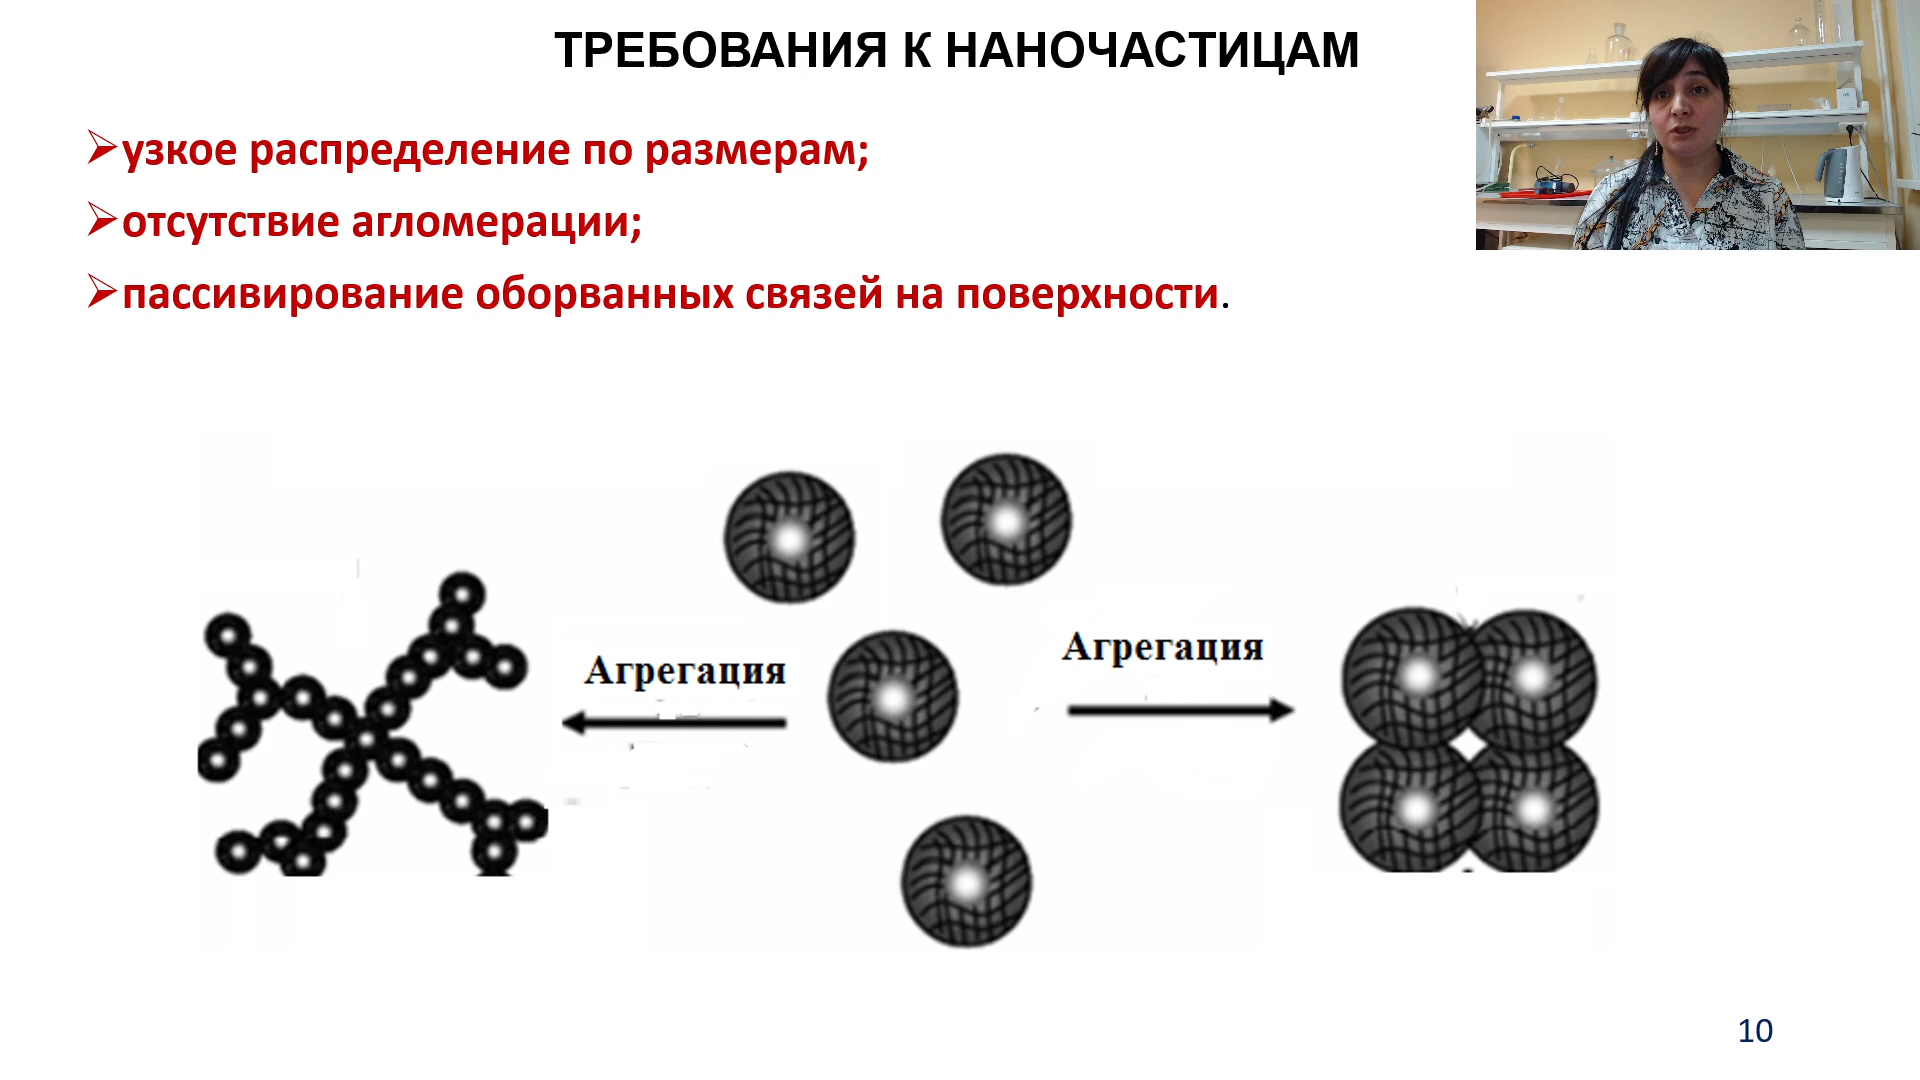 ТРЕБОВАНИЯ К НАНОЧАСТИЦАМ
узкое распределение по размерам;
отсутствие агломерации;
пассивирование оборванных связей на поверхности.
Агрегация
Агрегация
10